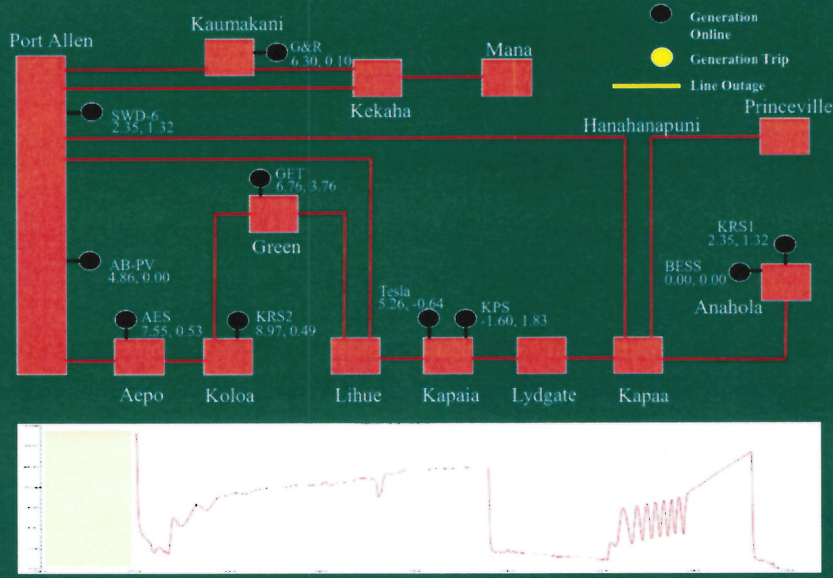 Kaumakani
Generation
Online
Port Allen
G&R
6.30, 0.10
Mana
Generation Trip
Line Outage
Kekaha
Princeville
SWD-6
2.35, 1.32
Hanahanapuni
GET
6.76, 3.76
Green
KRS1
2.35, 1.32
AB-PV
4.86, 0.00
BESS
0.00, 0.00
Tesla
5.26, -0.64
Anahola
AES
7.55, 0.53
KRS2
8.97, 0.49
KPS
-1.60, 1.83
Aepo
Koloa
Lihue
Kapaia
Lydgate
Kapaa